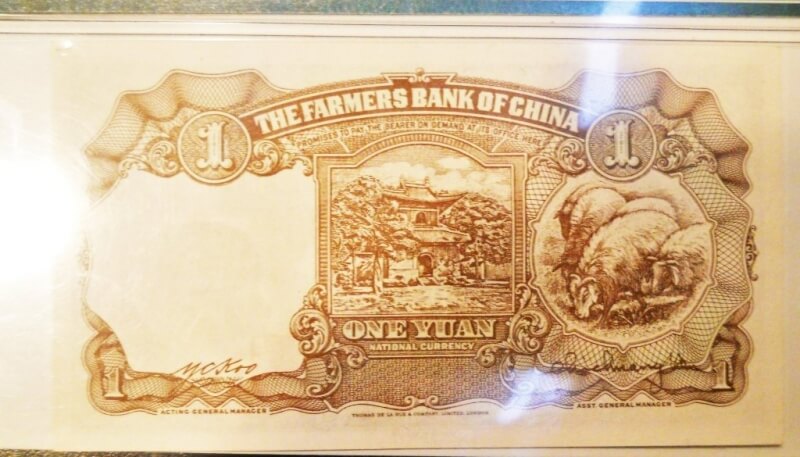 THE FARMERS BANK OF CHINA
1
1
PROMISES TO PAY THE BEARER ON DEMAND AT ITS OFFICE HERE
ONE YUAN
NATIONAL CURRENCY
1
1
ACTING GENERAL MANAGER
THOMAS DE LA RUE & COMPANY, LIMITED, LONDON
ASST. GENERAL MANAGER